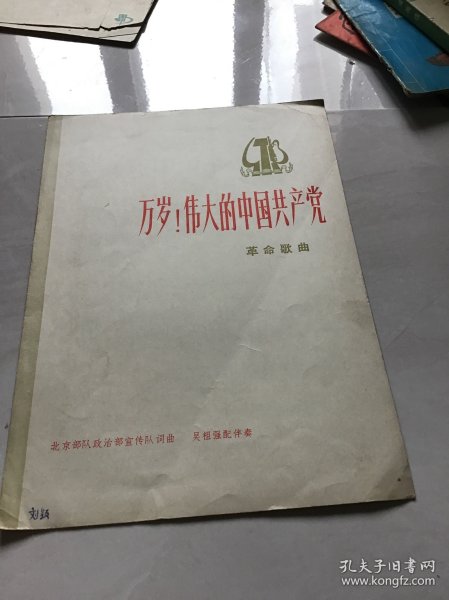 万岁！伟大的中国共产党
革命歌曲
北京部队政治部宣传队词曲 吴祖强配伴奏
孔夫子旧书网
www.kongfz.com